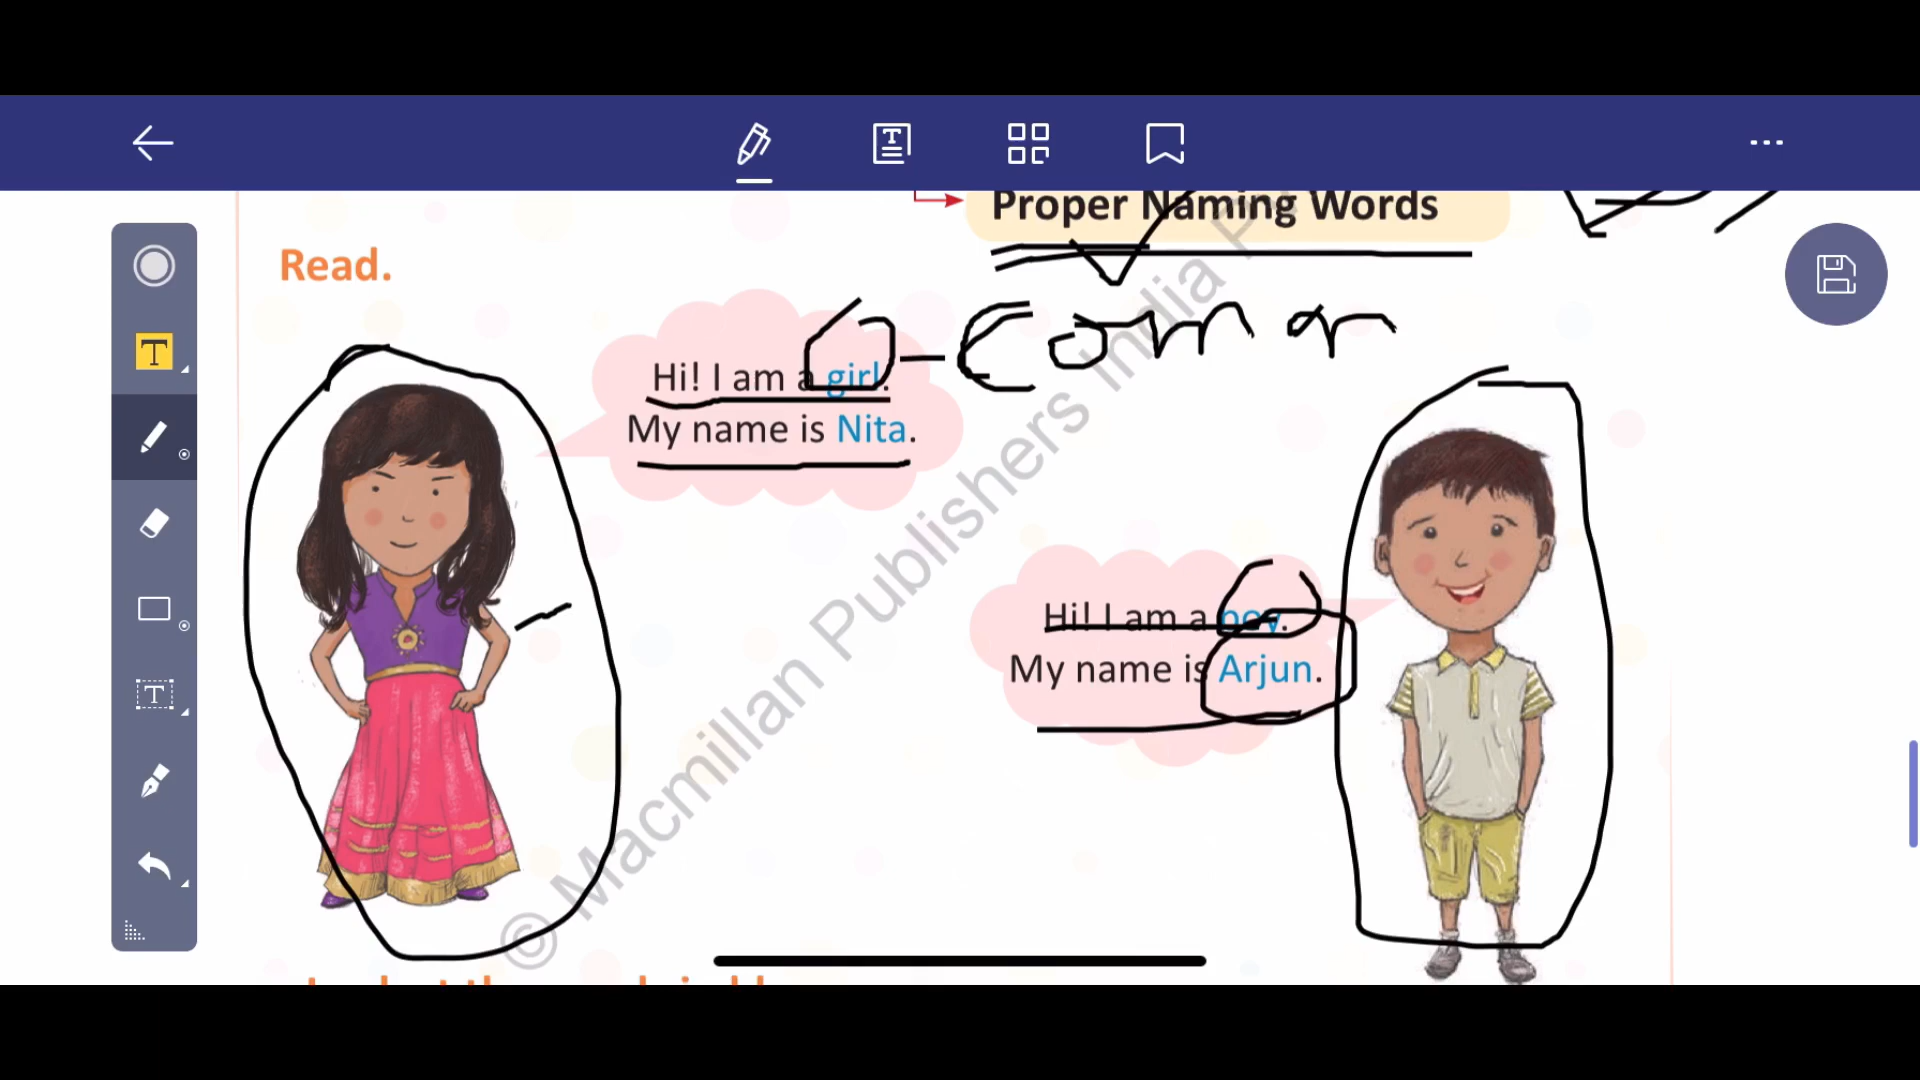 Proper Naming Words
Read.
Hi! I am a girl.
My name is Nita.
Hi! I am a boy.
My name is Arjun.
© Macmillan Publishers India